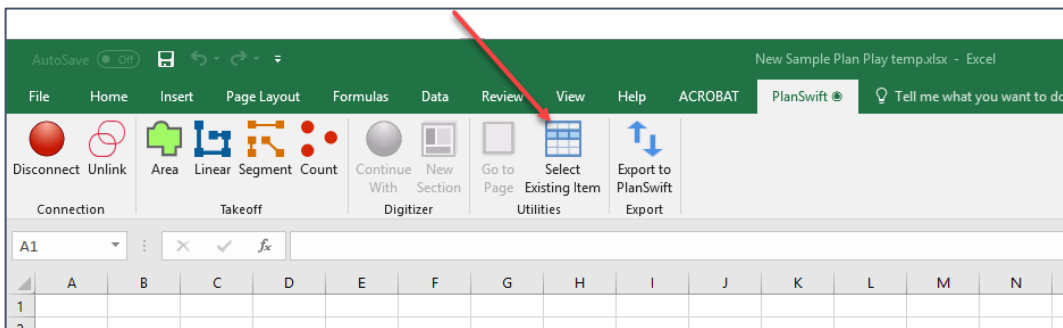 AutoSave Off New Sample Plan Play temp.xlsx - Excel
File Home Insert Page Layout Formulas Data Review View Help ACROBAT PlanSwift Tell me what you want to do
Disconnect Unlink Area Linear Segment Count Continue With New Section Go to Page Select Existing Item Export to PlanSwift
Connection Takeoff Digitizer Utilities Export
A1 fx
A B C D E F G H I J K L M N
1
2